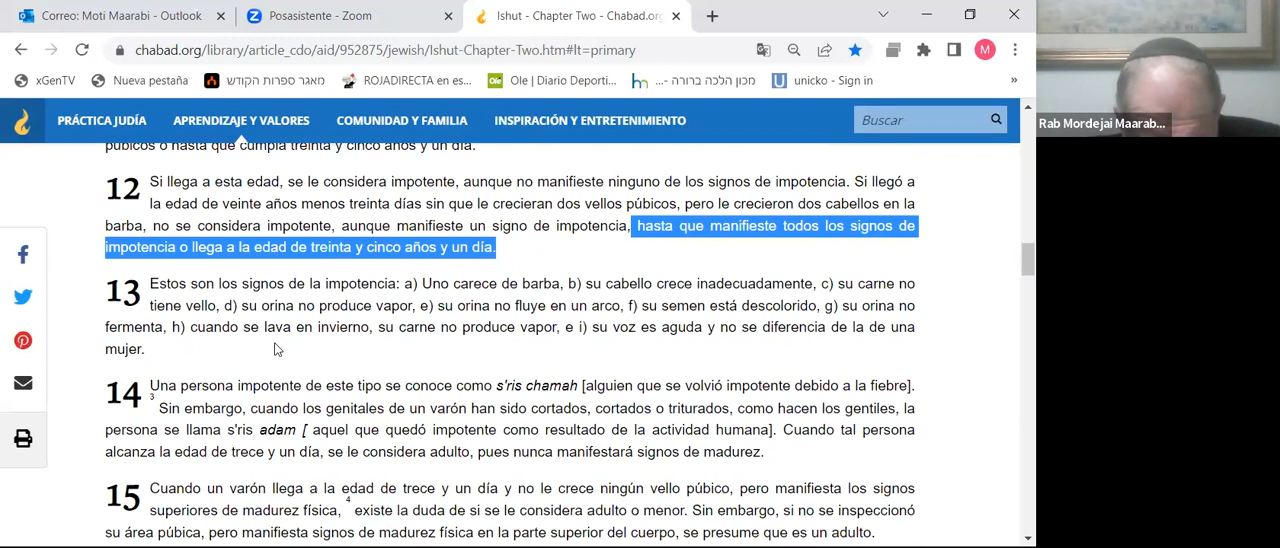 Correo: Moti Maarabi - Outlook
Posasistente - Zoom
Ishut - Chapter Two - Chabad.org
chabad.org/library/article_cdo/aid/952875/jewish/Ishut-Chapter-Two.htm#lt=primary
M
xGenTV
Nueva pestaña
מאגר ספרות הקודש
ROJADIRECTA en es...
Ole | Diario Deporti...
מכון הלכה ברורה -...
unicko - Sign in
»
PRÁCTICA JUDÍA
APRENDIZAJE Y VALORES
COMUNIDAD Y FAMILIA
INSPIRACIÓN Y ENTRETENIMIENTO
Buscar
Rab Mordejai Maarab...
púbicos o hasta que cumpla treinta y cinco años y un día.
12 Si llega a esta edad, se le considera impotente, aunque no manifieste ninguno de los signos de impotencia. Si llegó a
la edad de veinte años menos treinta días sin que le crecieran dos vellos púbicos, pero le crecieron dos cabellos en la
barba, no se considera impotente, aunque manifieste un signo de impotencia, hasta que manifieste todos los signos de
impotencia o llega a la edad de treinta y cinco años y un día.
13 Estos son los signos de la impotencia: a) Uno carece de barba, b) su cabello crece inadecuadamente, c) su carne no
tiene vello, d) su orina no produce vapor, e) su orina no fluye en un arco, f) su semen está descolorido, g) su orina no
fermenta, h) cuando se lava en invierno, su carne no produce vapor, e i) su voz es aguda y no se diferencia de la de una
mujer.
14 Una persona impotente de este tipo se conoce como s'ris chamah [alguien que se volvió impotente debido a la fiebre].
3 Sin embargo, cuando los genitales de un varón han sido cortados, cortados o triturados, como hacen los gentiles, la
persona se llama s'ris adam [ aquel que quedó impotente como resultado de la actividad humana]. Cuando tal persona
alcanza la edad de trece y un día, se le considera adulto, pues nunca manifestará signos de madurez.
15 Cuando un varón llega a la edad de trece y un día y no le crece ningún vello púbico, pero manifiesta los signos
superiores de madurez física, 4 existe la duda de si se le considera adulto o menor. Sin embargo, si no se inspeccionó
su área púbica, pero manifiesta signos de madurez física en la parte superior del cuerpo, se presume que es un adulto.